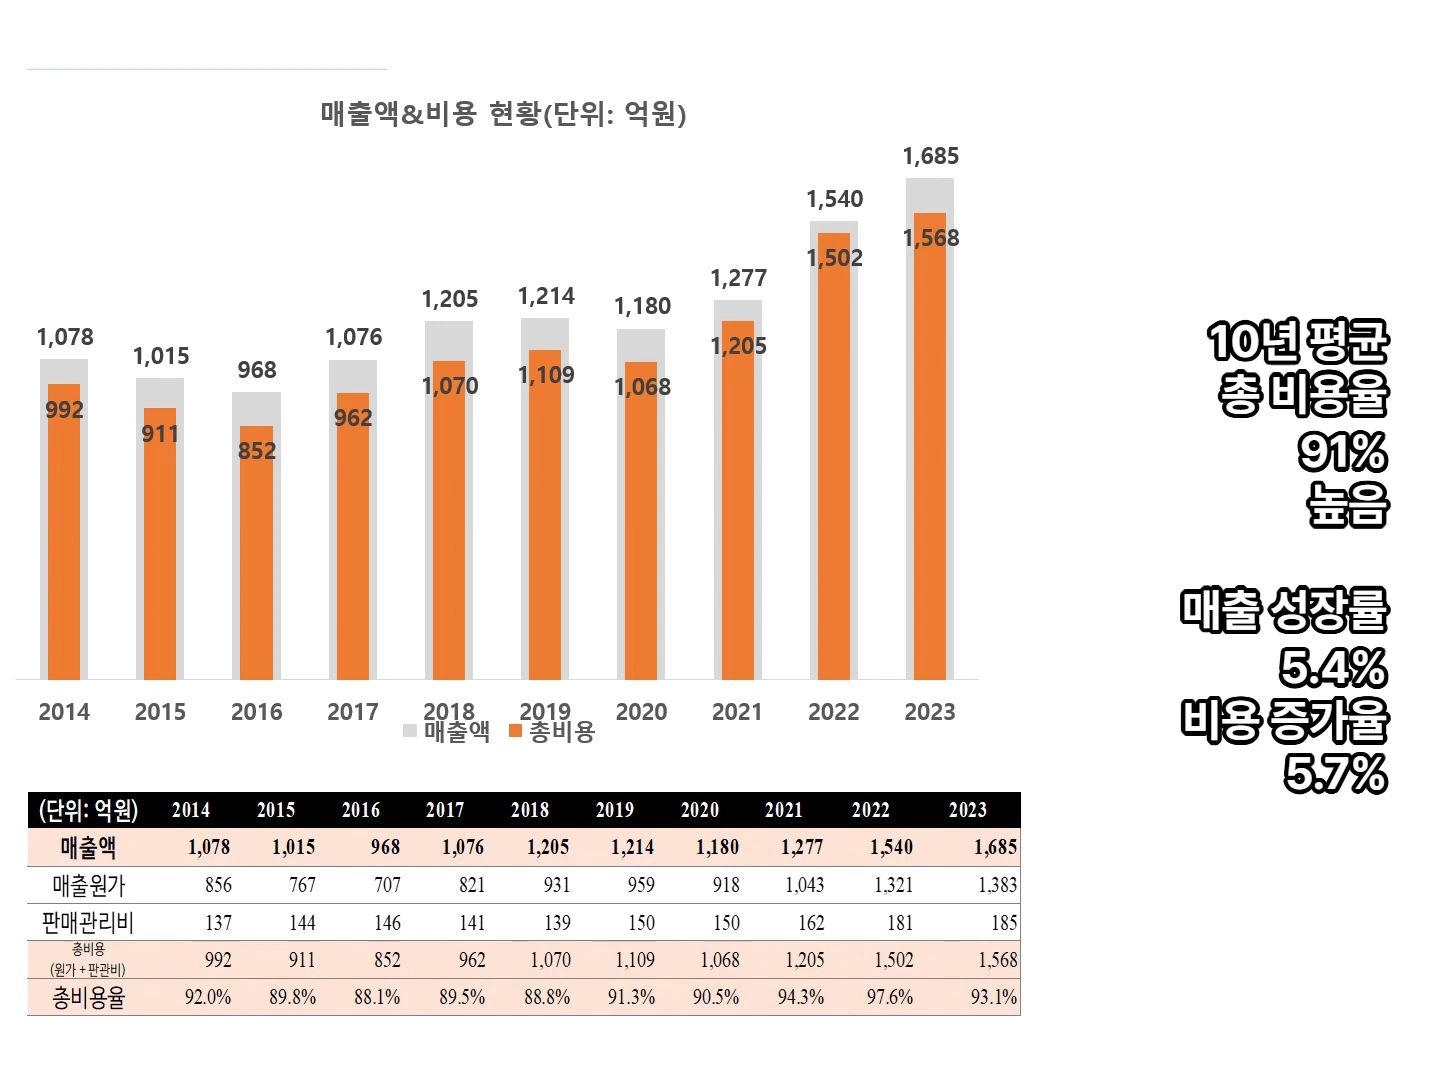 매출액&비용 현황(단위: 억원)
1,078 1,015 968 1,076 1,205 1,214 1,180 1,277 1,540 1,685
992 911 852 962 1,070 1,109 1,068 1,205 1,502 1,568
2014 2015 2016 2017 2018 2019 2020 2021 2022 2023
매출액 총비용
10년 평균
총 비용율
91%
높음
매출 성장률
5.4%
비용 증가율
5.7%
(단위: 억원) 2014 2015 2016 2017 2018 2019 2020 2021 2022 2023
매출액 1,078 1,015 968 1,076 1,205 1,214 1,180 1,277 1,540 1,685
매출원가 856 767 707 821 931 959 918 1,043 1,321 1,383
판매관리비 137 144 146 141 139 150 150 162 181 185
총비용
(원가 + 판관비) 992 911 852 962 1,070 1,109 1,068 1,205 1,502 1,568
총비용율 92.0% 89.8% 88.1% 89.5% 88.8% 91.3% 90.5% 94.3% 97.6% 93.1%